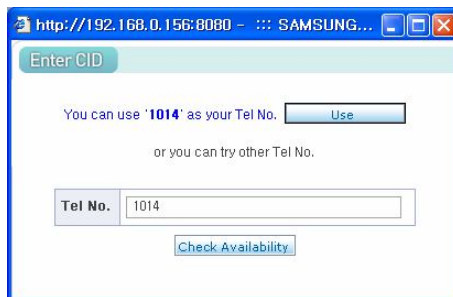 http://192.168.0.156:8080 - ::: SAMSUNG...
Enter CID
You can use '1014' as your Tel No. Use
or you can try other Tel No.
Tel No. 1014
Check Availability